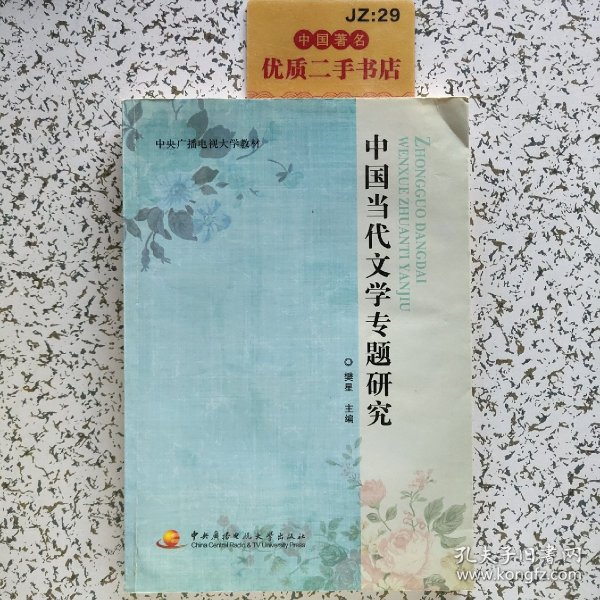 JZ:29
中国著名
优质二手书店
中央广播电视大学教材
ZHONGGUO DANGDAI
WENXUE ZHUANTI YANJIU
中国当代文学专题研究
◎樊星 主编
中央广播电视大学出版社
China Central Radio & TV University Press
孔夫子旧书网
www.kongfz.com